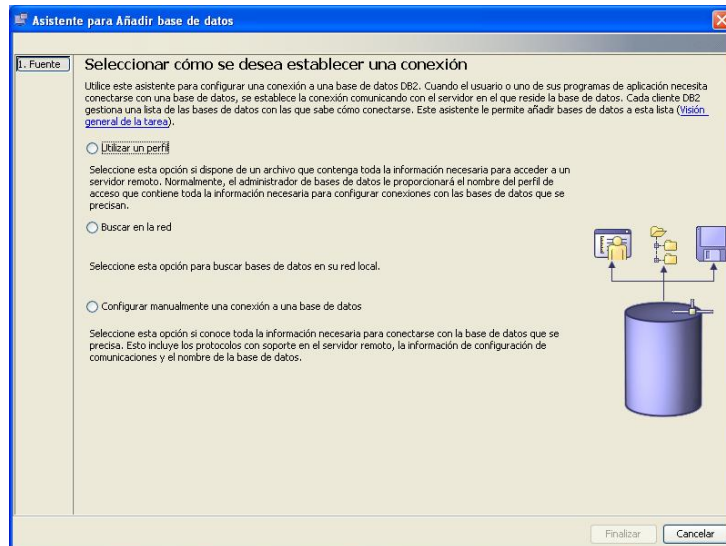 Asistente para Añadir base de datos
1. Fuente
Seleccionar cómo se desea establecer una conexión
Utilice este asistente para configurar una conexión a una base de datos DB2. Cuando el usuario o uno de sus programas de aplicación necesita
conectarse con una base de datos, se establece la conexión comunicando con el servidor en el que reside la base de datos. Cada cliente DB2
gestiona una lista de las bases de datos con las que sabe cómo conectarse. Este asistente le permite añadir bases de datos a esta lista (Visión
general de la tarea).
Utilizar un perfil
Seleccione esta opción si dispone de un archivo que contenga toda la información necesaria para acceder a un
servidor remoto. Normalmente, el administrador de bases de datos le proporcionará el nombre del perfil de
acceso que contiene toda la información necesaria para configurar conexiones con las bases de datos que se
precisan.
Buscar en la red
Seleccione esta opción para buscar bases de datos en su red local.
Configurar manualmente una conexión a una base de datos
Seleccione esta opción si conoce toda la información necesaria para conectarse con la base de datos que se
precisa. Esto incluye los protocolos con soporte en el servidor remoto, la información de configuración de
comunicaciones y el nombre de la base de datos.
Finalizar
Cancelar